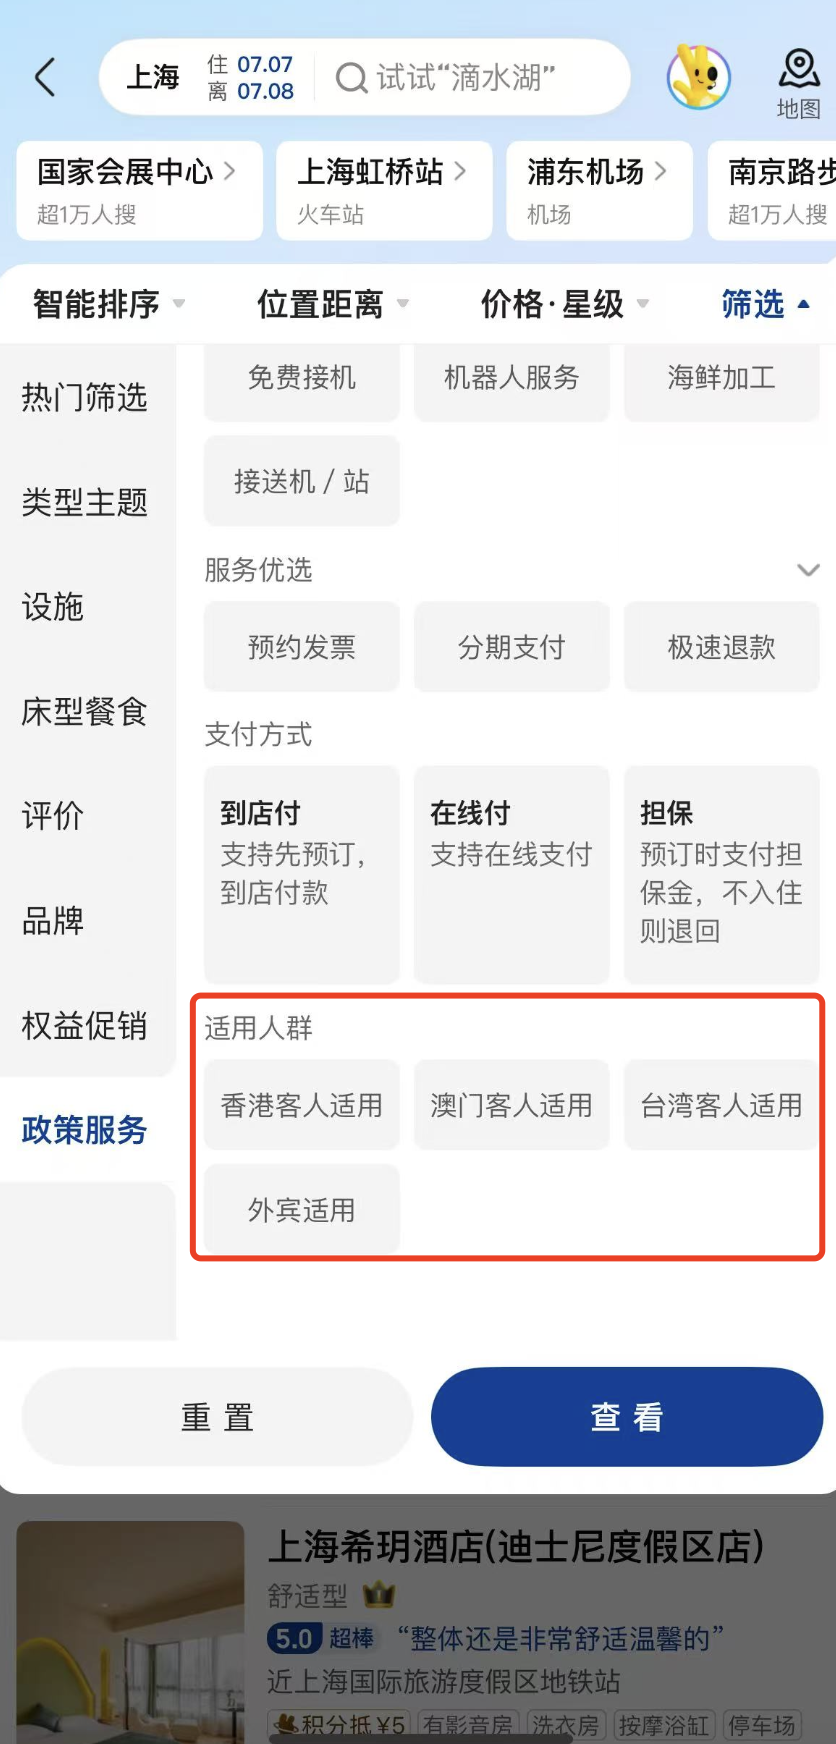 上海
住 07.07
离 07.08
试试“滴水湖”
地图
国家会展中心
超1万人搜
上海虹桥站
火车站
浦东机场
机场
南京路步
超1万人搜
智能排序
位置距离
价格·星级
筛选
热门筛选
类型主题
设施
床型餐食
评价
品牌
权益促销
政策服务
免费接机
机器人服务
海鲜加工
接送机 / 站
服务优选
预约发票
分期支付
极速退款
支付方式
到店付
支持先预订，
到店付款
在线付
支持在线支付
担保
预订时支付担
保金，不入住
则退回
适用人群
香港客人适用
澳门客人适用
台湾客人适用
外宾适用
重 置
查 看
上海希玥酒店(迪士尼度假区店)
舒适型
5.0 超棒 “整体还是非常舒适温馨的”
近上海国际旅游度假区地铁站
积分抵¥5 有影音房 洗衣房 按摩浴缸 停车场